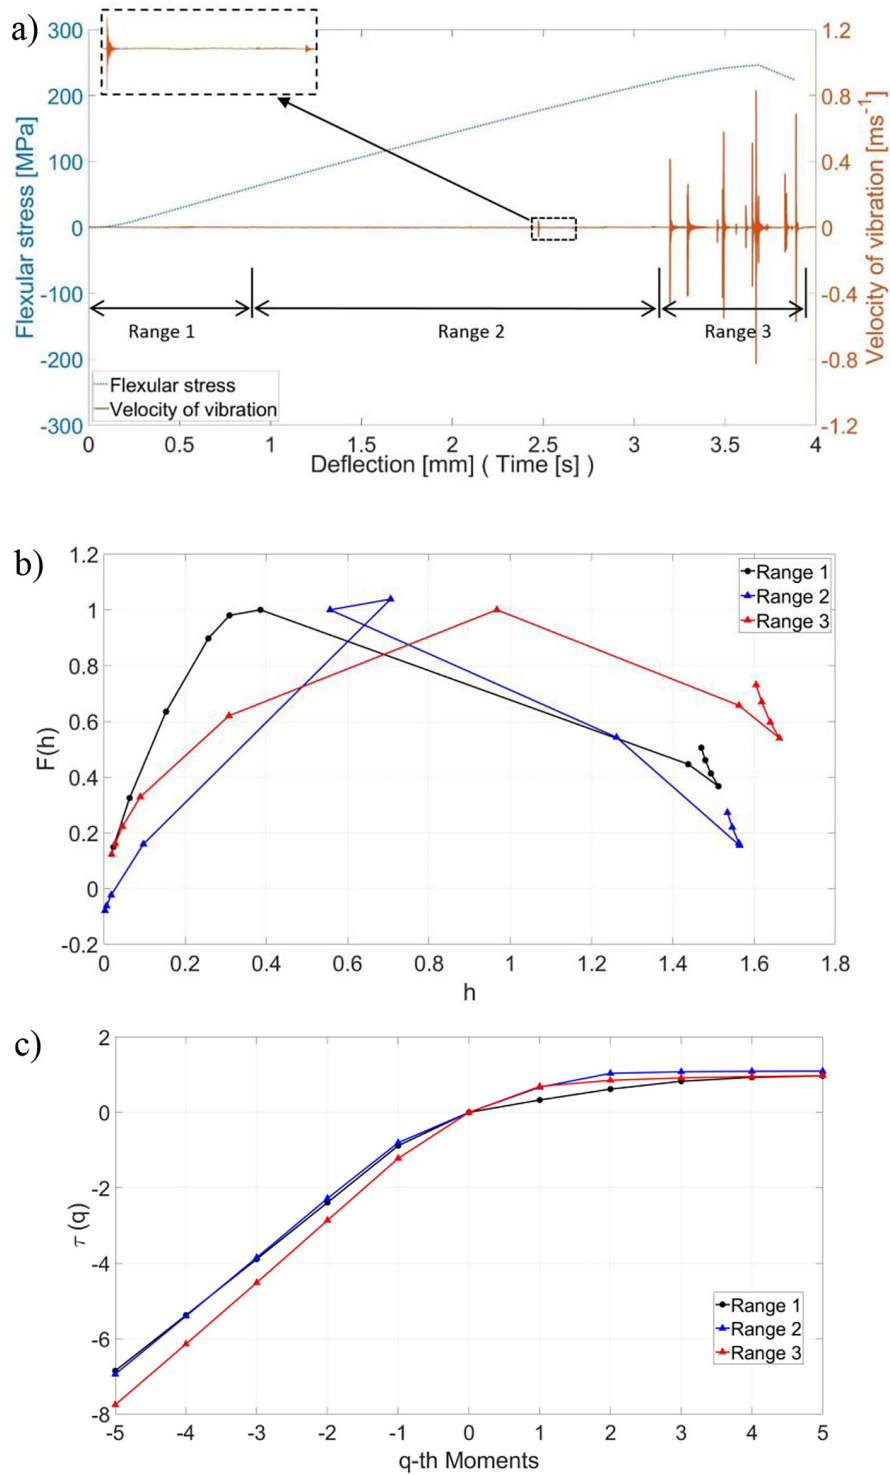 a)
300
200
100
0
-100
-200
-300
Flexular stress [MPa]
1.2
0.8
0.4
0
-0.4
-0.8
-1.2
Velocity of vibration [ms-1]
Range 1
Range 2
Range 3
Flexular stress
Velocity of vibration
0 0.5 1 1.5 2 2.5 3 3.5 4
Deflection [mm] ( Time [s] )
b)
1.2
1
0.8
0.6
0.4
0.2
0
-0.2
F(h)
Range 1
Range 2
Range 3
0 0.2 0.4 0.6 0.8 1 1.2 1.4 1.6 1.8
h
c)
2
0
-2
-4
-6
-8
τ (q)
Range 1
Range 2
Range 3
-5 -4 -3 -2 -1 0 1 2 3 4 5
q-th Moments